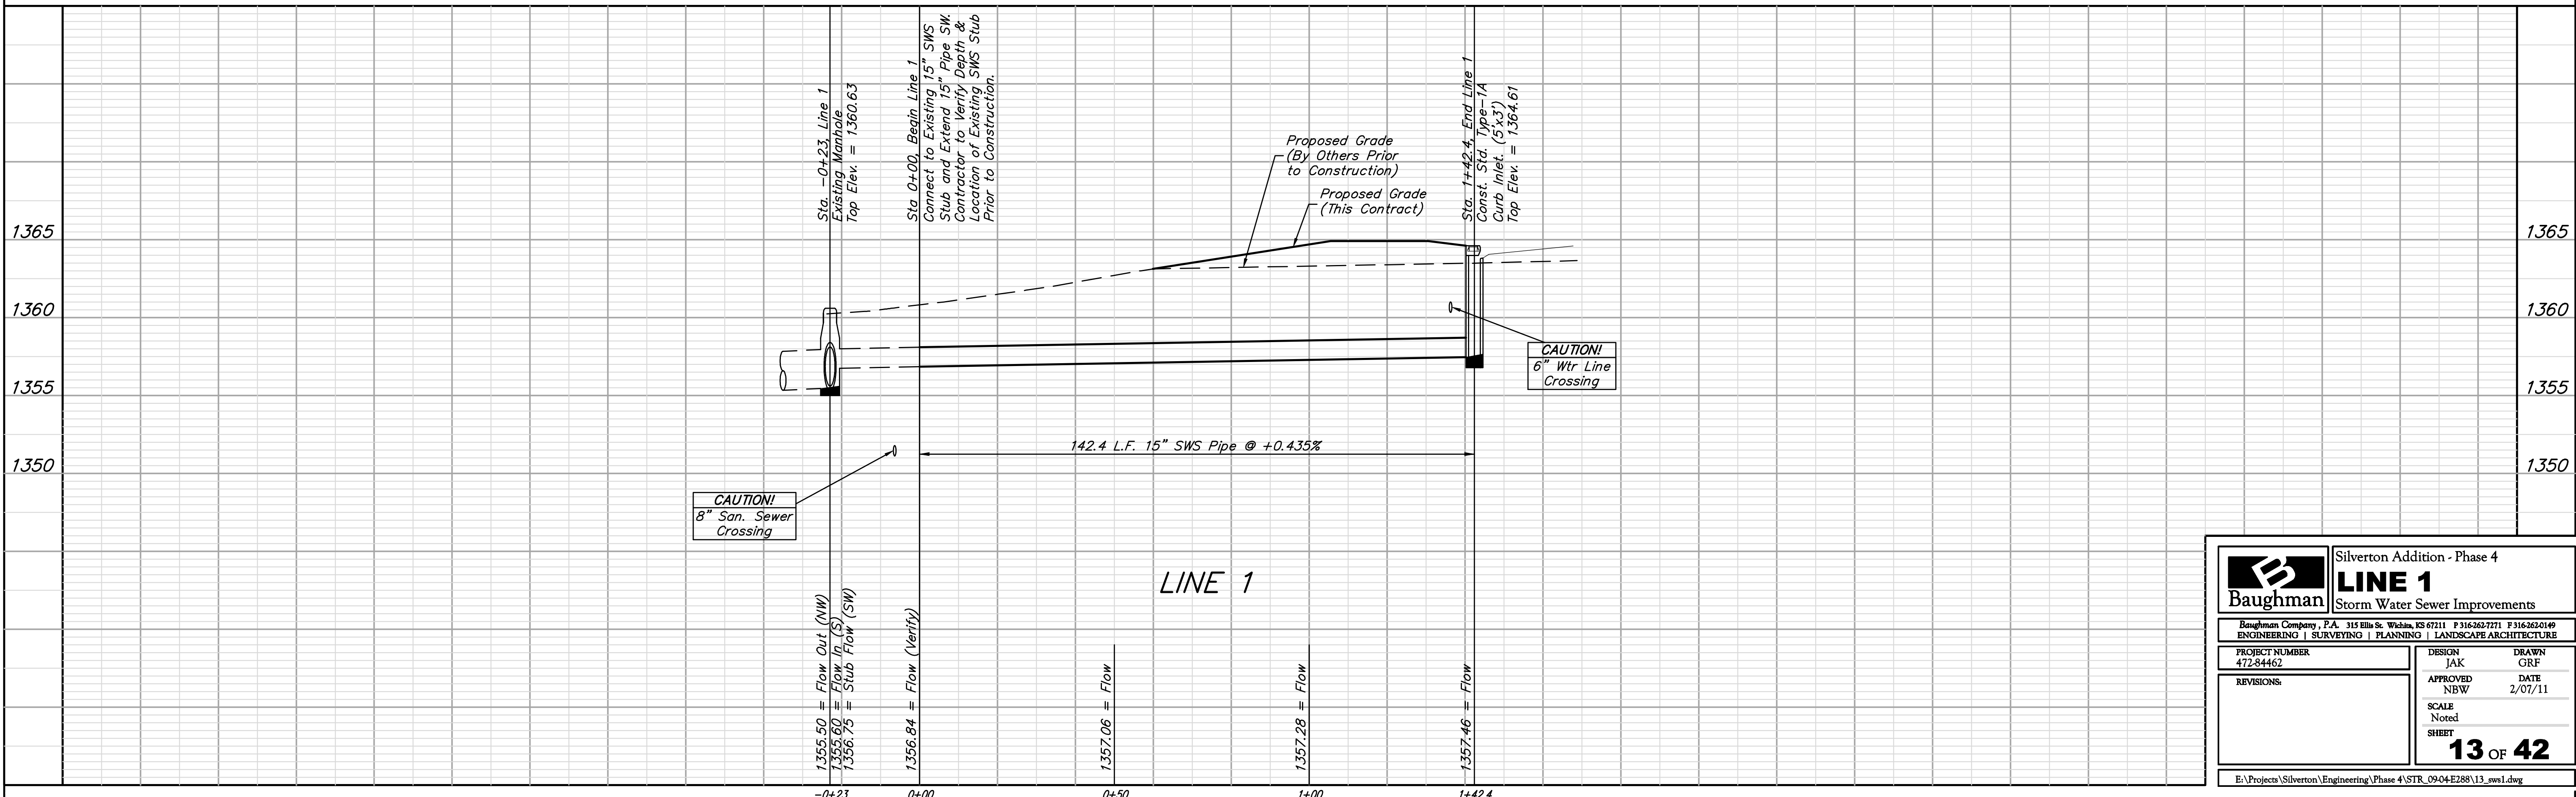 Sta. -0+23, Line 1
Existing Manhole
Top Elev. = 1360.63
Sta 0+00, Begin Line 1
Connect to Existing 15" SWS
Stub and Extend 15" Pipe SW.
Contractor to Verify Depth &
Location of Existing SWS Stub
Prior to Construction.
Sta. 1+42.4, End Line 1
Const. Std. Type-1A
Curb Inlet. (5'x3')
Top Elev. = 1364.61
Proposed Grade
(By Others Prior
to Construction)
Proposed Grade
(This Contract)
1365
1365
1360
1360
1355
1355
1350
1350
CAUTION!
6" Wtr Line
Crossing
142.4 L.F. 15" SWS Pipe @ +0.435%
CAUTION!
8" San. Sewer
Crossing
LINE 1
1355.50 = Flow Out (NW)
1355.60 = Flow In (S)
1356.75 = Stub Flow (SW)
1356.84 = Flow (Verify)
1357.06 = Flow
1357.28 = Flow
1357.46 = Flow
-0+23
0+00
0+50
1+00
1+42.4
B
Baughman
Silverton Addition - Phase 4
LINE 1
Storm Water Sewer Improvements
Baughman Company, P.A. 315 Ellis St. Wichita, KS 67211 P 316-262-7271 F 316-262-0149
ENGINEERING | SURVEYING | PLANNING | LANDSCAPE ARCHITECTURE
PROJECT NUMBER
472-84462
REVISIONS:
DESIGN
JAK
DRAWN
GRF
APPROVED
NBW
DATE
2/07/11
SCALE
Noted
SHEET
13 OF 42
E:\Projects\Silverton\Engineering\Phase 4\STR_09-04-E288\13_sws1.dwg